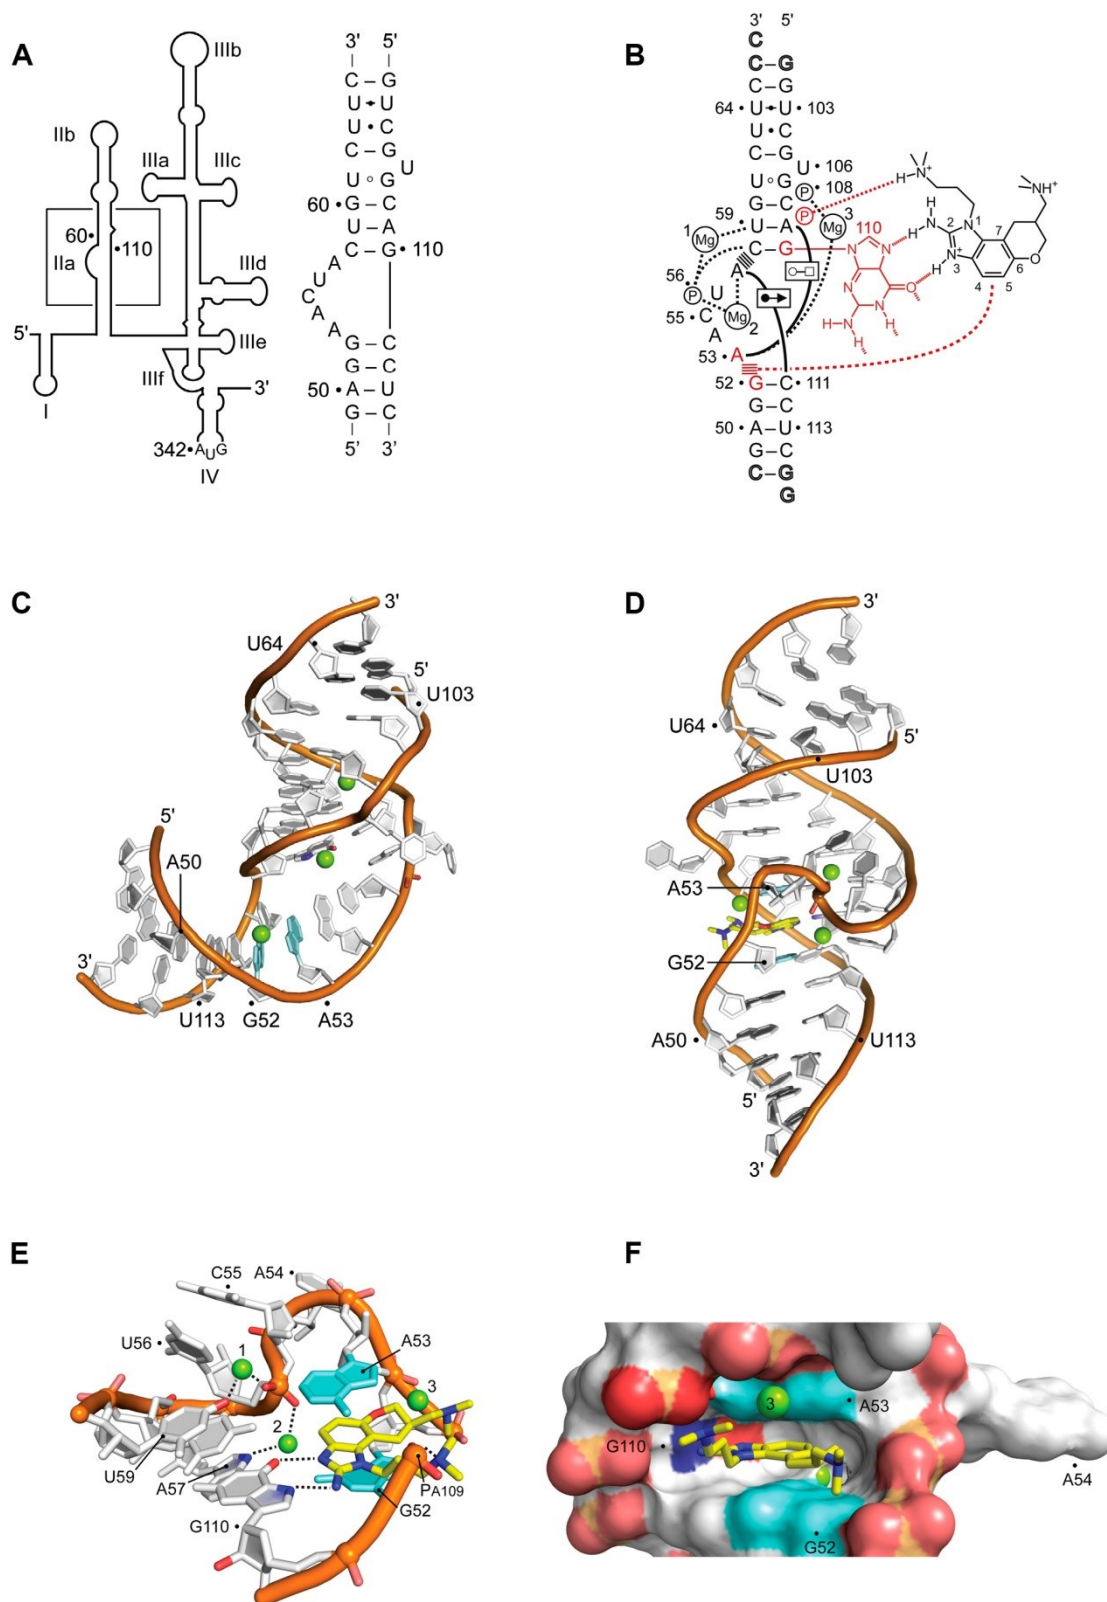 A
IIIb
IIb
IIIa
IIIc
60
110
IIa
IIId
5'
IIIe
IIIf
3'
I
342
AUG
IV
3' 5'
C – G
U U
U C
C G
U
U G
60 • G – C
U – A
C – G • 110
A
U
C
A
A
G – C
G – C
50 • A – U
G – C
5' 3'
B
3' 5'
C
C – G
C – G
64 • U U • 103
U C
C – G
U • 106
U G P • 108
G – C
59 U – A P Mg 3
1 Mg C – G 110
A
56 U
P Mg 2
55 • C
A
53 • A
52 • G – C • 111
G – C
50 • A – U • 113
G – C
C G
G
H N+
NH+
H N H
N 1 2 3 4 5 6 7
N+ H
O
N N
N N
O
N H
H N H
C
3'
U64
5'
U103
5'
A50
3'
U113 G52 A53
D
3'
U64
5'
U103
A53
G52
A50
U113
5'
3'
E
C55
A54
U56
1
A53
3
2
U59
A57
G110
G52
PA109
F
3
A53
G110
A54
G52